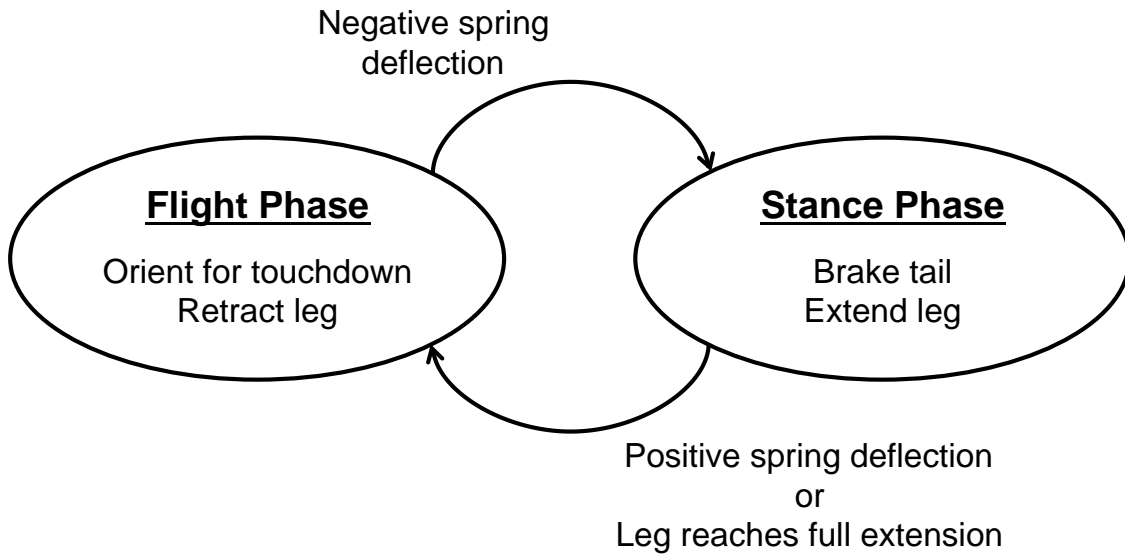 Negative spring
deflection
Flight Phase
Orient for touchdown
Retract leg
Stance Phase
Brake tail
Extend leg
Positive spring deflection
or
Leg reaches full extension